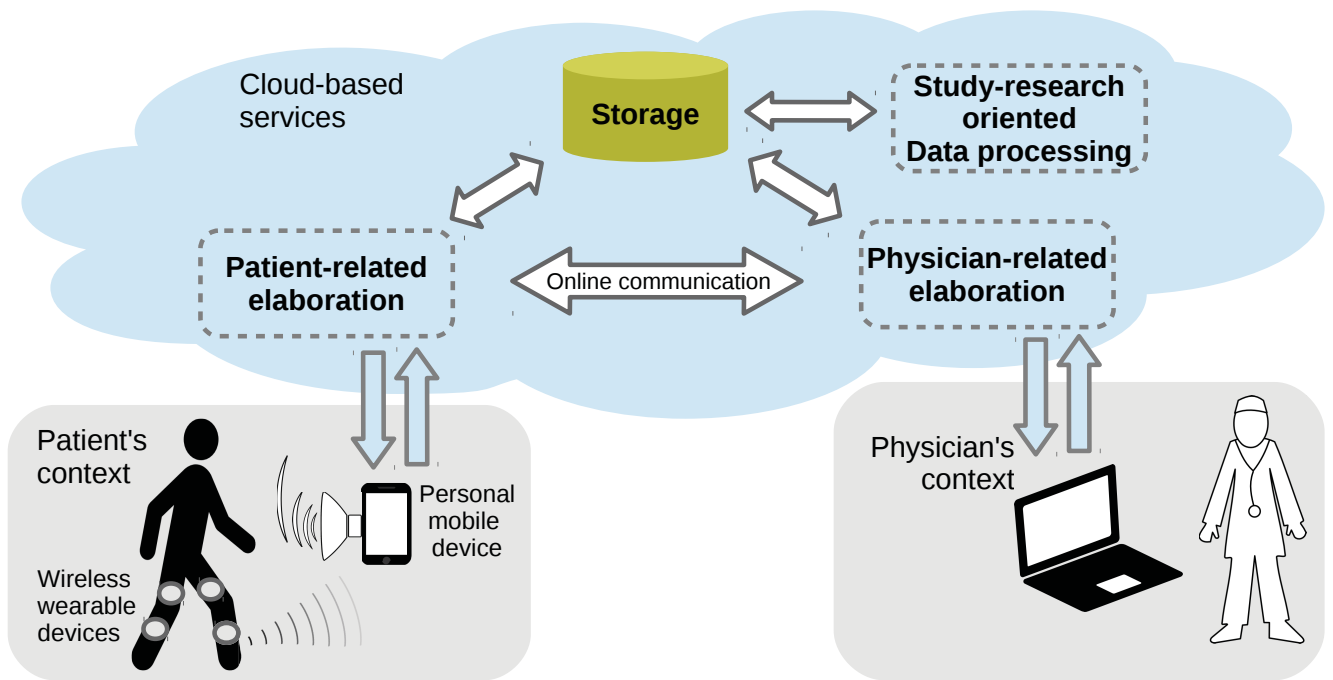 Cloud-based
services
Storage
Study-research
oriented
Data processing
Patient-related
elaboration
Online communication
Physician-related
elaboration
Patient's
context
Personal
mobile
device
Wireless
wearable
devices
Physician's
context